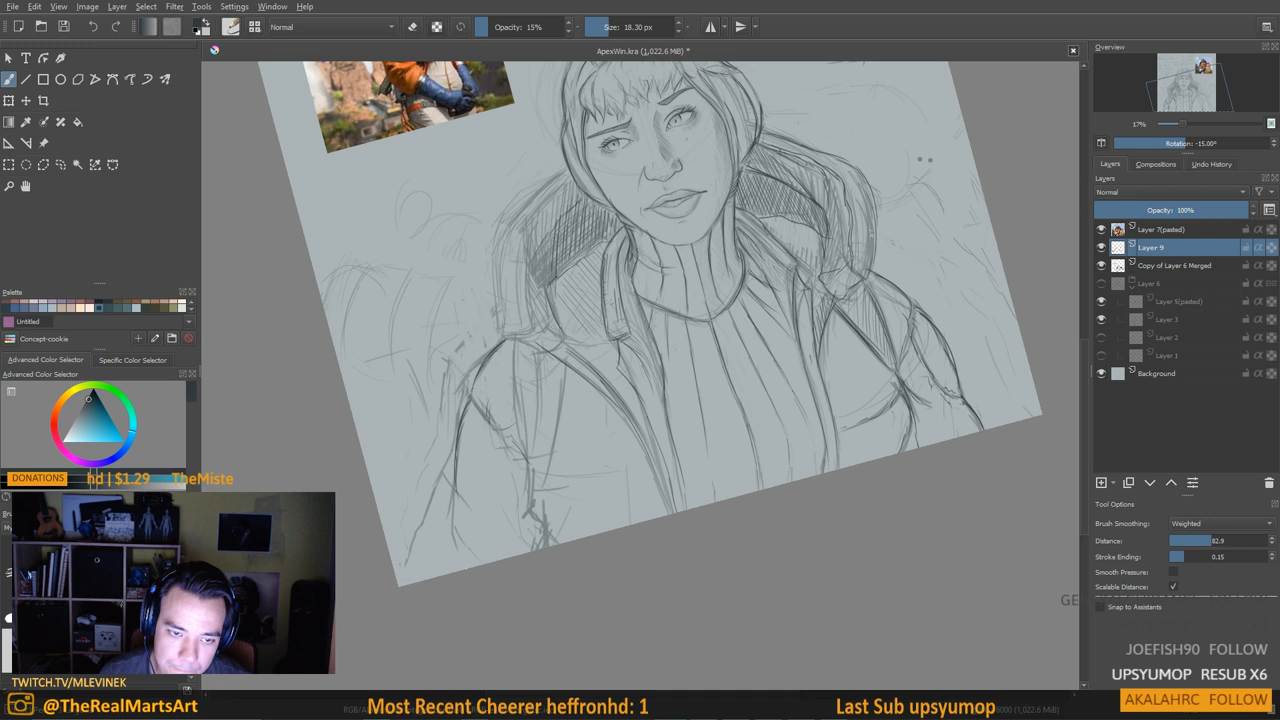 File Edit View Image Layer Select Filter Tools Settings Window Help
Normal
Opacity: 15%
Size: 18.30 px
ApexWin.kra (1,022.6 MiB) *
Overview
17%
Rotation: -15.00°
Layers Compositions Undo History
Layers
Normal
Opacity: 100%
Layer 7(pasted)
Layer 9
Copy of Layer 6 Merged
Layer 6
Layer 5(pasted)
Layer 3
Layer 2
Layer 1
Background
Palette
Untitled
Concept-cookie
Advanced Color Selector Specific Color Selector
Advanced Color Selector
Tool Options
Brush Smoothing: Weighted
Distance: 82.9
Stroke Ending: 0.15
Smooth Pressure:
Scalable Distance:
Snap to Assistants
DONATIONS hd | $1.29 TheMiste
GE
JOEFISH90 FOLLOW
UPSYUMOP RESUB X6
AKALAHRC FOLLOW
TWITCH.TV/MLEVINEK
@TheRealMartsArt
Most Recent Cheerer heffronhd: 1
Last Sub upsyumop